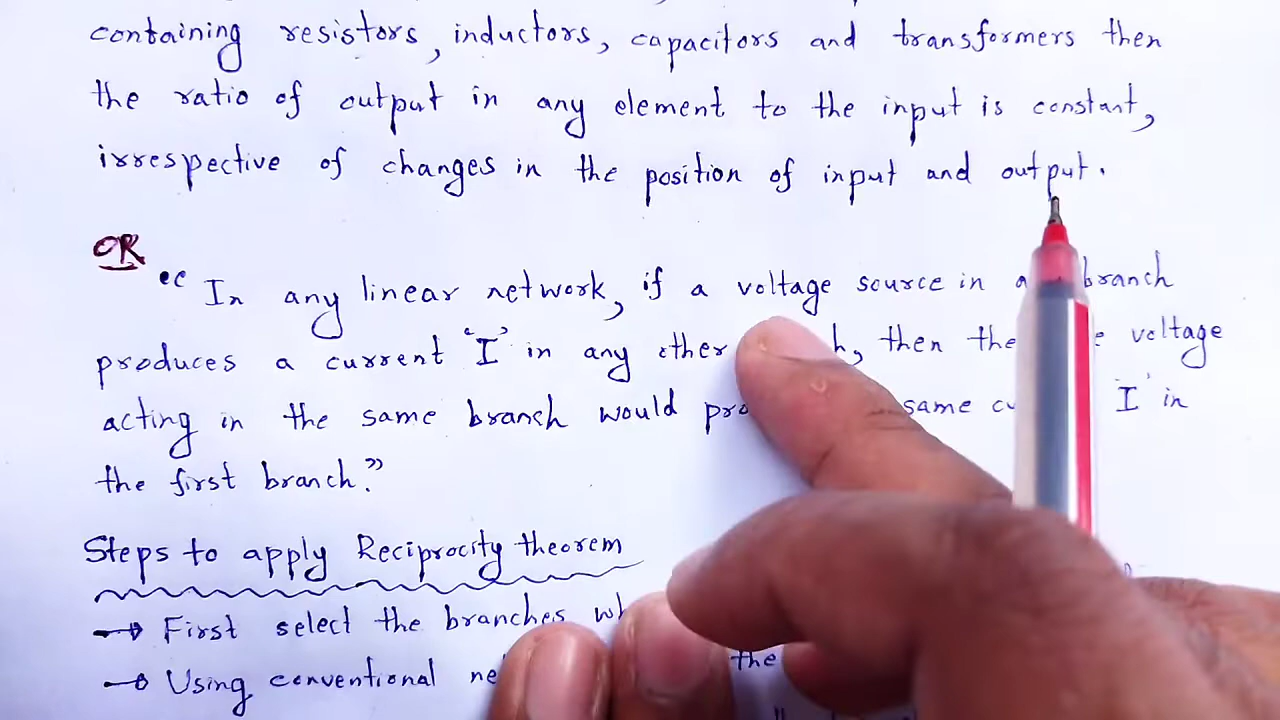 containing resistors, inductors, capacitors and transformers then
the ratio of output in any element to the input is constant,
irrespective of changes in the position of input and output.
OR
"In any linear network, if a voltage source in a branch
produces a current 'I' in any other then the voltage
acting in the same branch would same 'I' in
the first branch."
Steps to apply Reciprocity theorem
→ First select the branches
→ Using conventional the